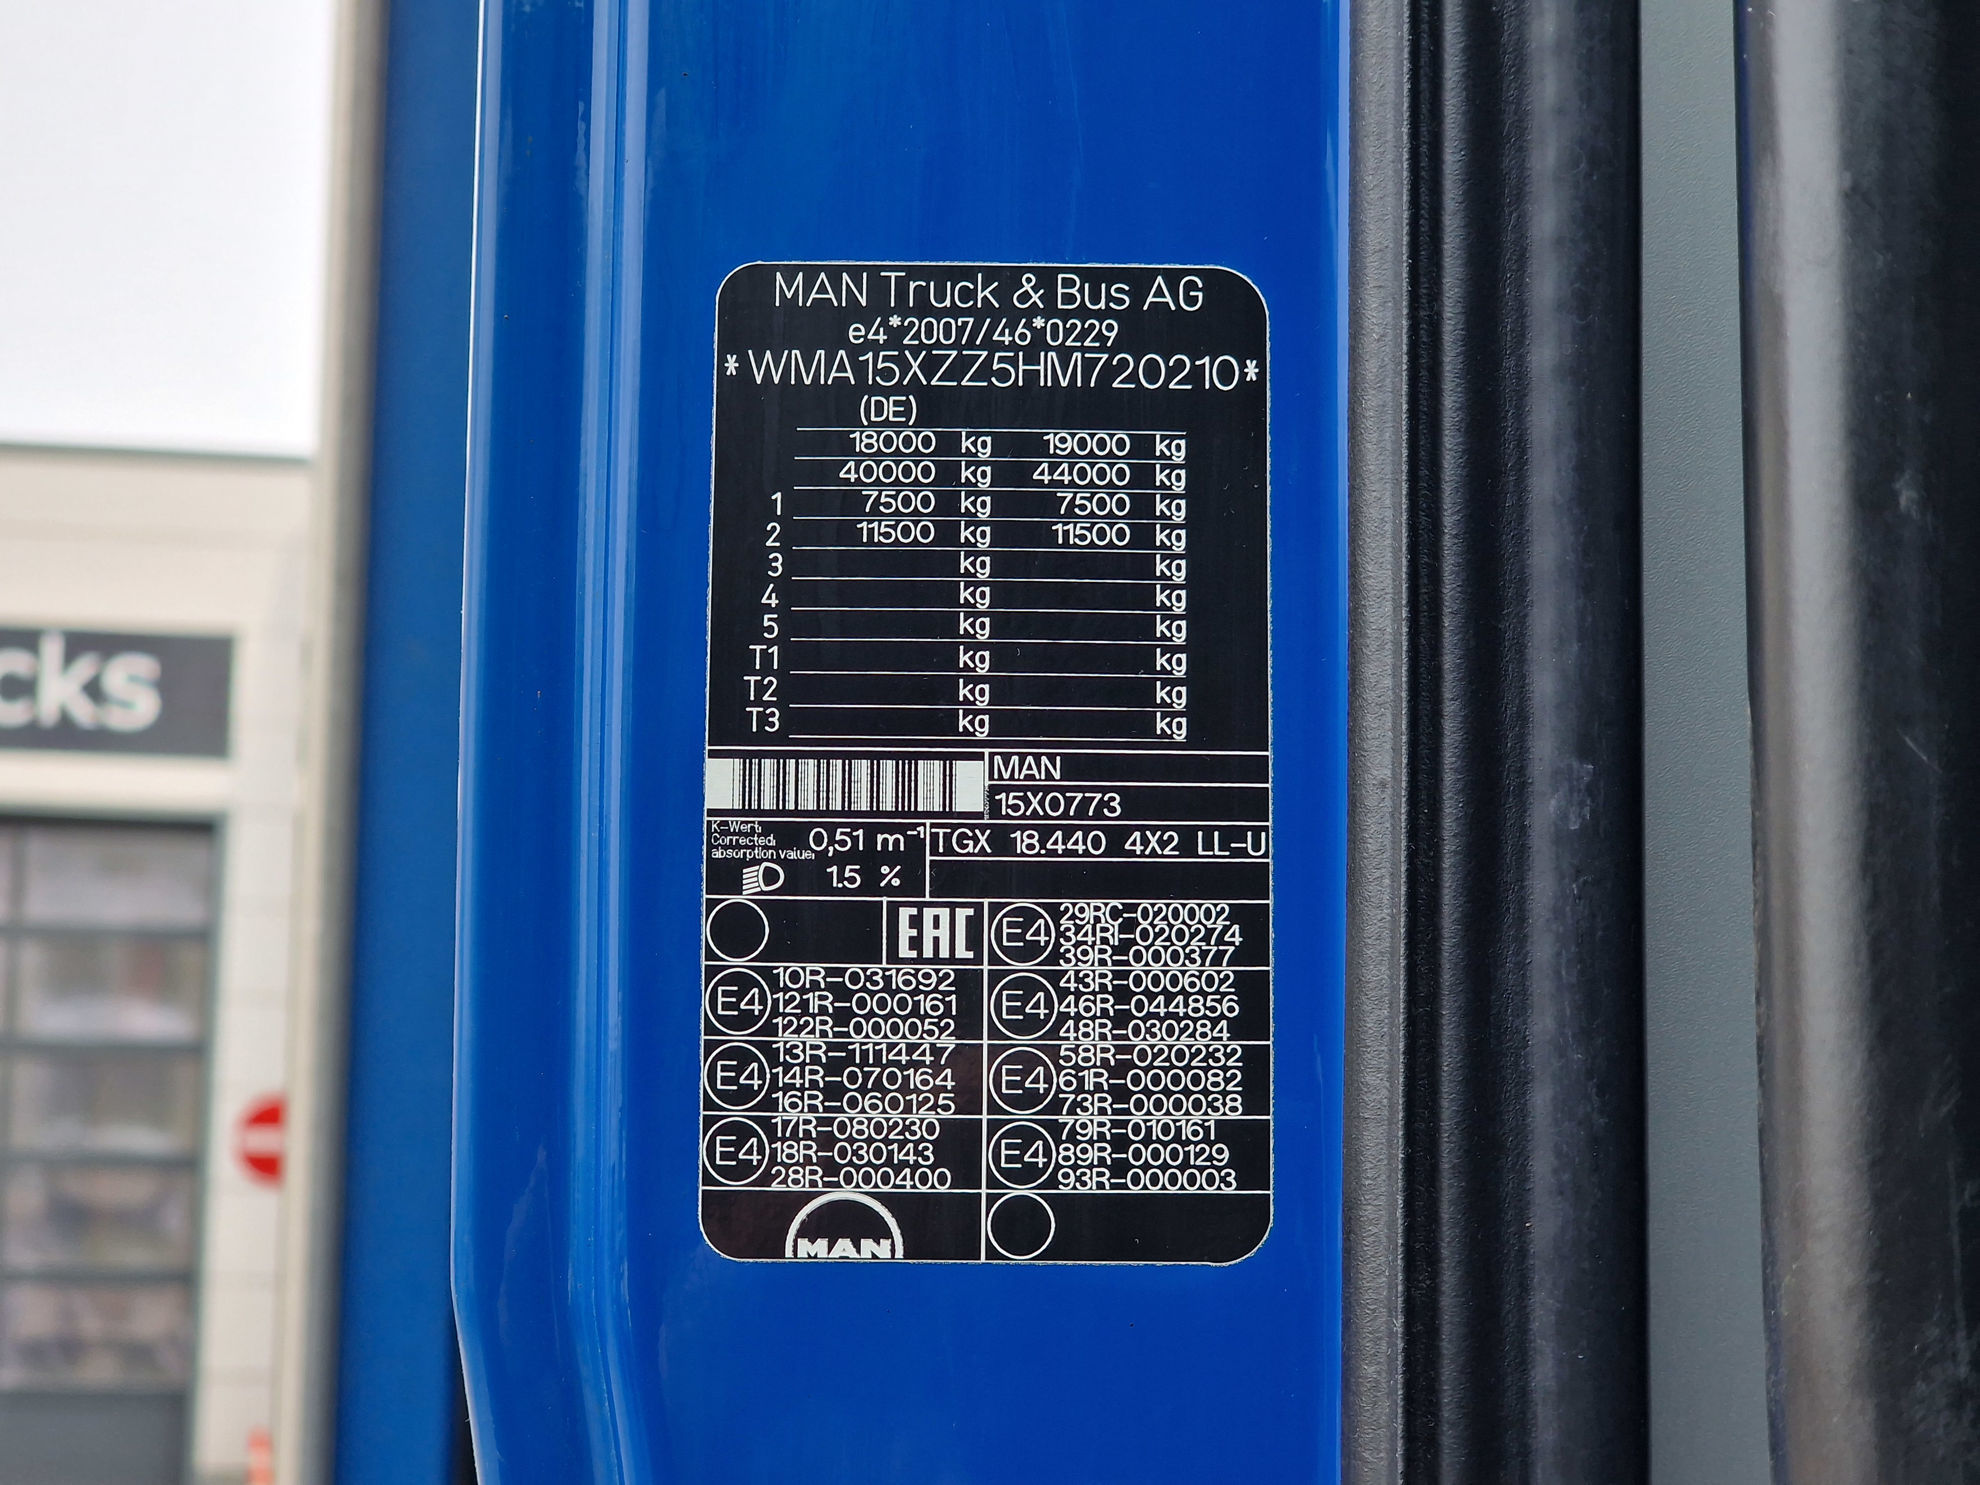 MAN Truck & Bus AG
e4*2007/46*0229
*WMA15XZZ5HM720210*
(DE)
18000 kg 19000 kg
40000 kg 44000 kg
1 7500 kg 7500 kg
2 11500 kg 11500 kg
3 kg kg
4 kg kg
5 kg kg
T1 kg kg
T2 kg kg
T3 kg kg
MAN
15X0773
K-Wert:
Corrected:
absorption value:
0,51 m⁻¹
TGX 18.440 4X2 LL-U
1.5 %
EAC
E4
29RC-020002
34RI-020274
39R-000377
E4
10R-031692
121R-000161
122R-000052
E4
43R-000602
46R-044856
48R-030284
E4
13R-111447
14R-070164
16R-060125
E4
58R-020232
61R-000082
73R-000038
E4
17R-080230
18R-030143
28R-000400
E4
79R-010161
89R-000129
93R-000003
MAN
cks